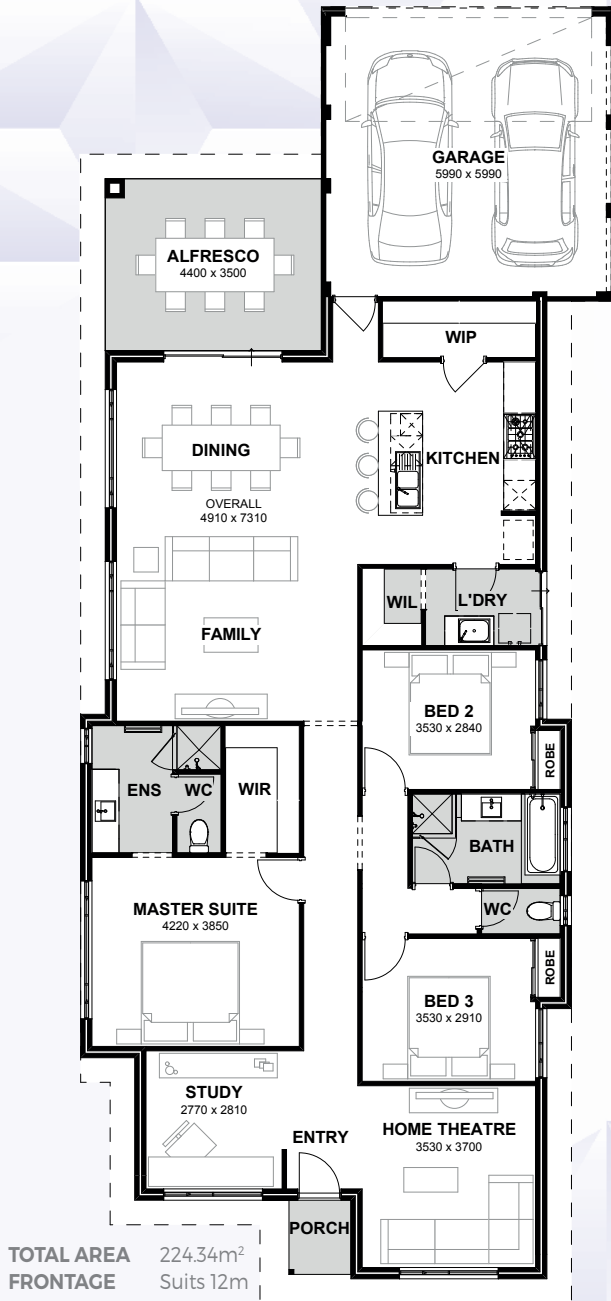 GARAGE
5990 x 5990
ALFRESCO
4400 x 3500
WIP
DINING
KITCHEN
OVERALL
4910 x 7310
WIL
L'DRY
FAMILY
BED 2
3530 x 2840
ROBE
ENS
WC
WIR
BATH
MASTER SUITE
4220 x 3850
WC
ROBE
BED 3
3530 x 2910
STUDY
2770 x 2810
ENTRY
HOME THEATRE
3530 x 3700
PORCH
TOTAL AREA 224.34m²
FRONTAGE Suits 12m